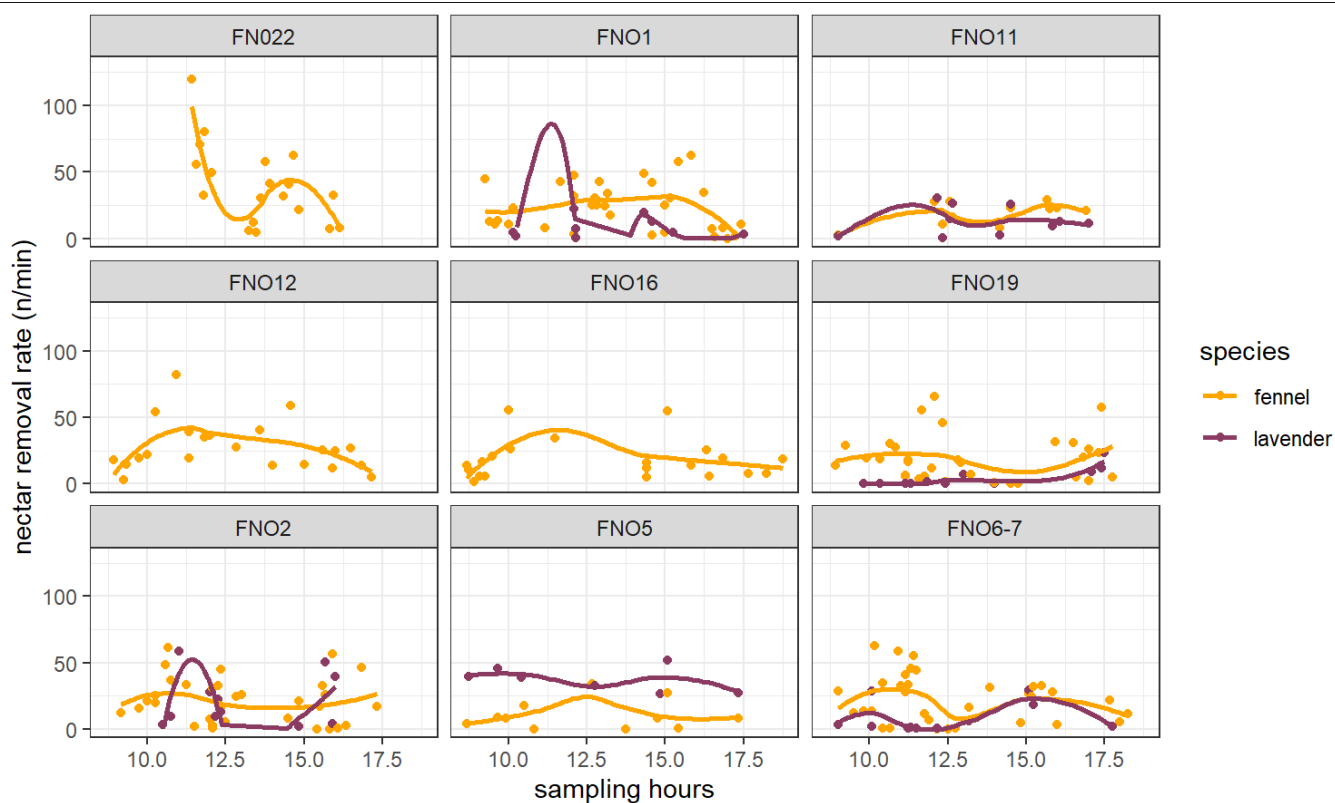 FN022 FNO1 FNO11
100
50
0
FNO12 FNO16 FNO19
100
50
0
FNO2 FNO5 FNO6-7
100
50
0
10.0 12.5 15.0 17.5 10.0 12.5 15.0 17.5 10.0 12.5 15.0 17.5
sampling hours
nectar removal rate (n/min)
species
fennel
lavender